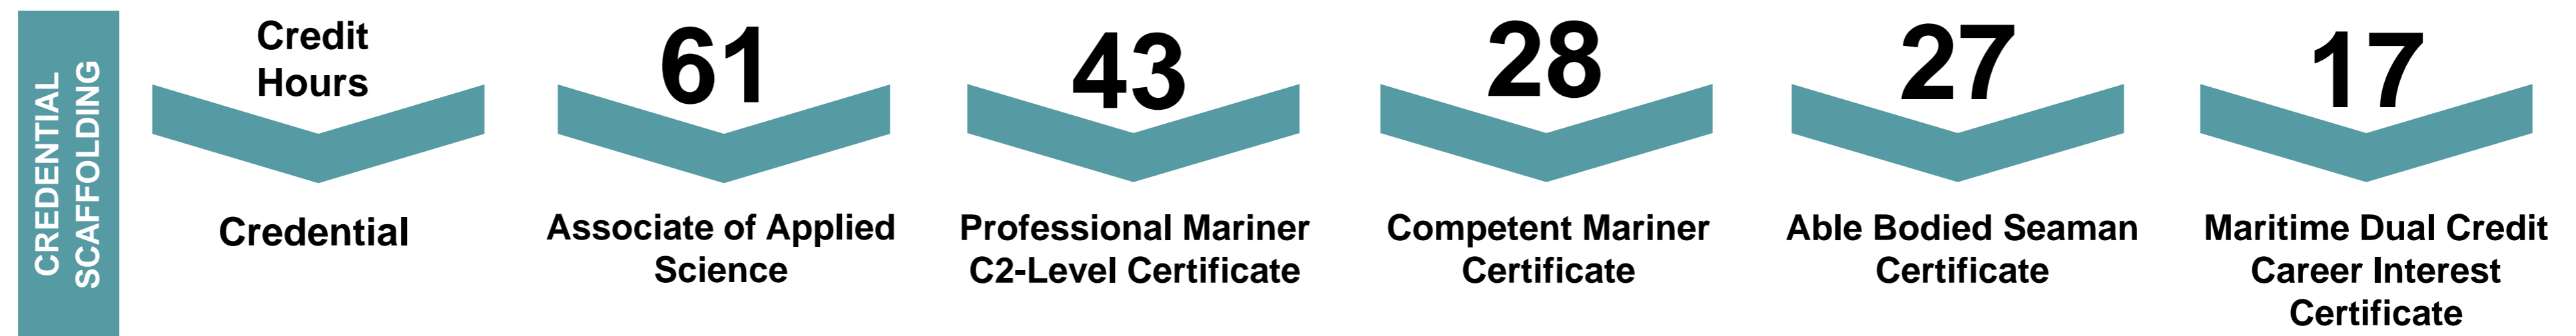 CREDENTIAL
SCAFFOLDING
Credit
Hours
Credential
61
Associate of Applied
Science
43
Professional Mariner
C2-Level Certificate
28
Competent Mariner
Certificate
27
Able Bodied Seaman
Certificate
17
Maritime Dual Credit
Career Interest
Certificate